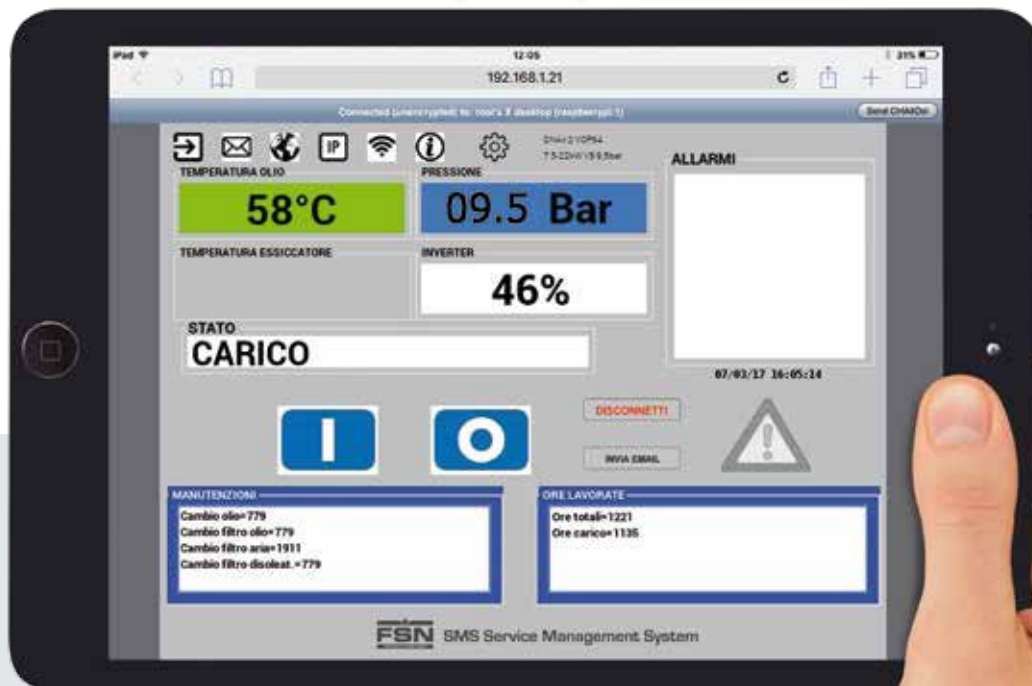 iPad 12:05 31%
192.168.1.21
Connected (unencrypted) to: root's X desktop (raspberrypi:1)
IP
TEMPERATURA OLIO
58°C
PRESSIONE
09.5 Bar
ALLARMI
TEMPERATURA ESSICCATORE
INVERTER
46%
STATO
CARICO
07/03/17 16:05:14
I
O
DISCONNETTI
INVIA EMAIL
MANUTENZIONI
Cambio olio=779
Cambio filtro olio=779
Cambio filtro aria=1911
Cambio filtro disoleat.=779
ORE LAVORATE
Ore totali=1221
Ore carico=1135
FSN SMS Service Management System